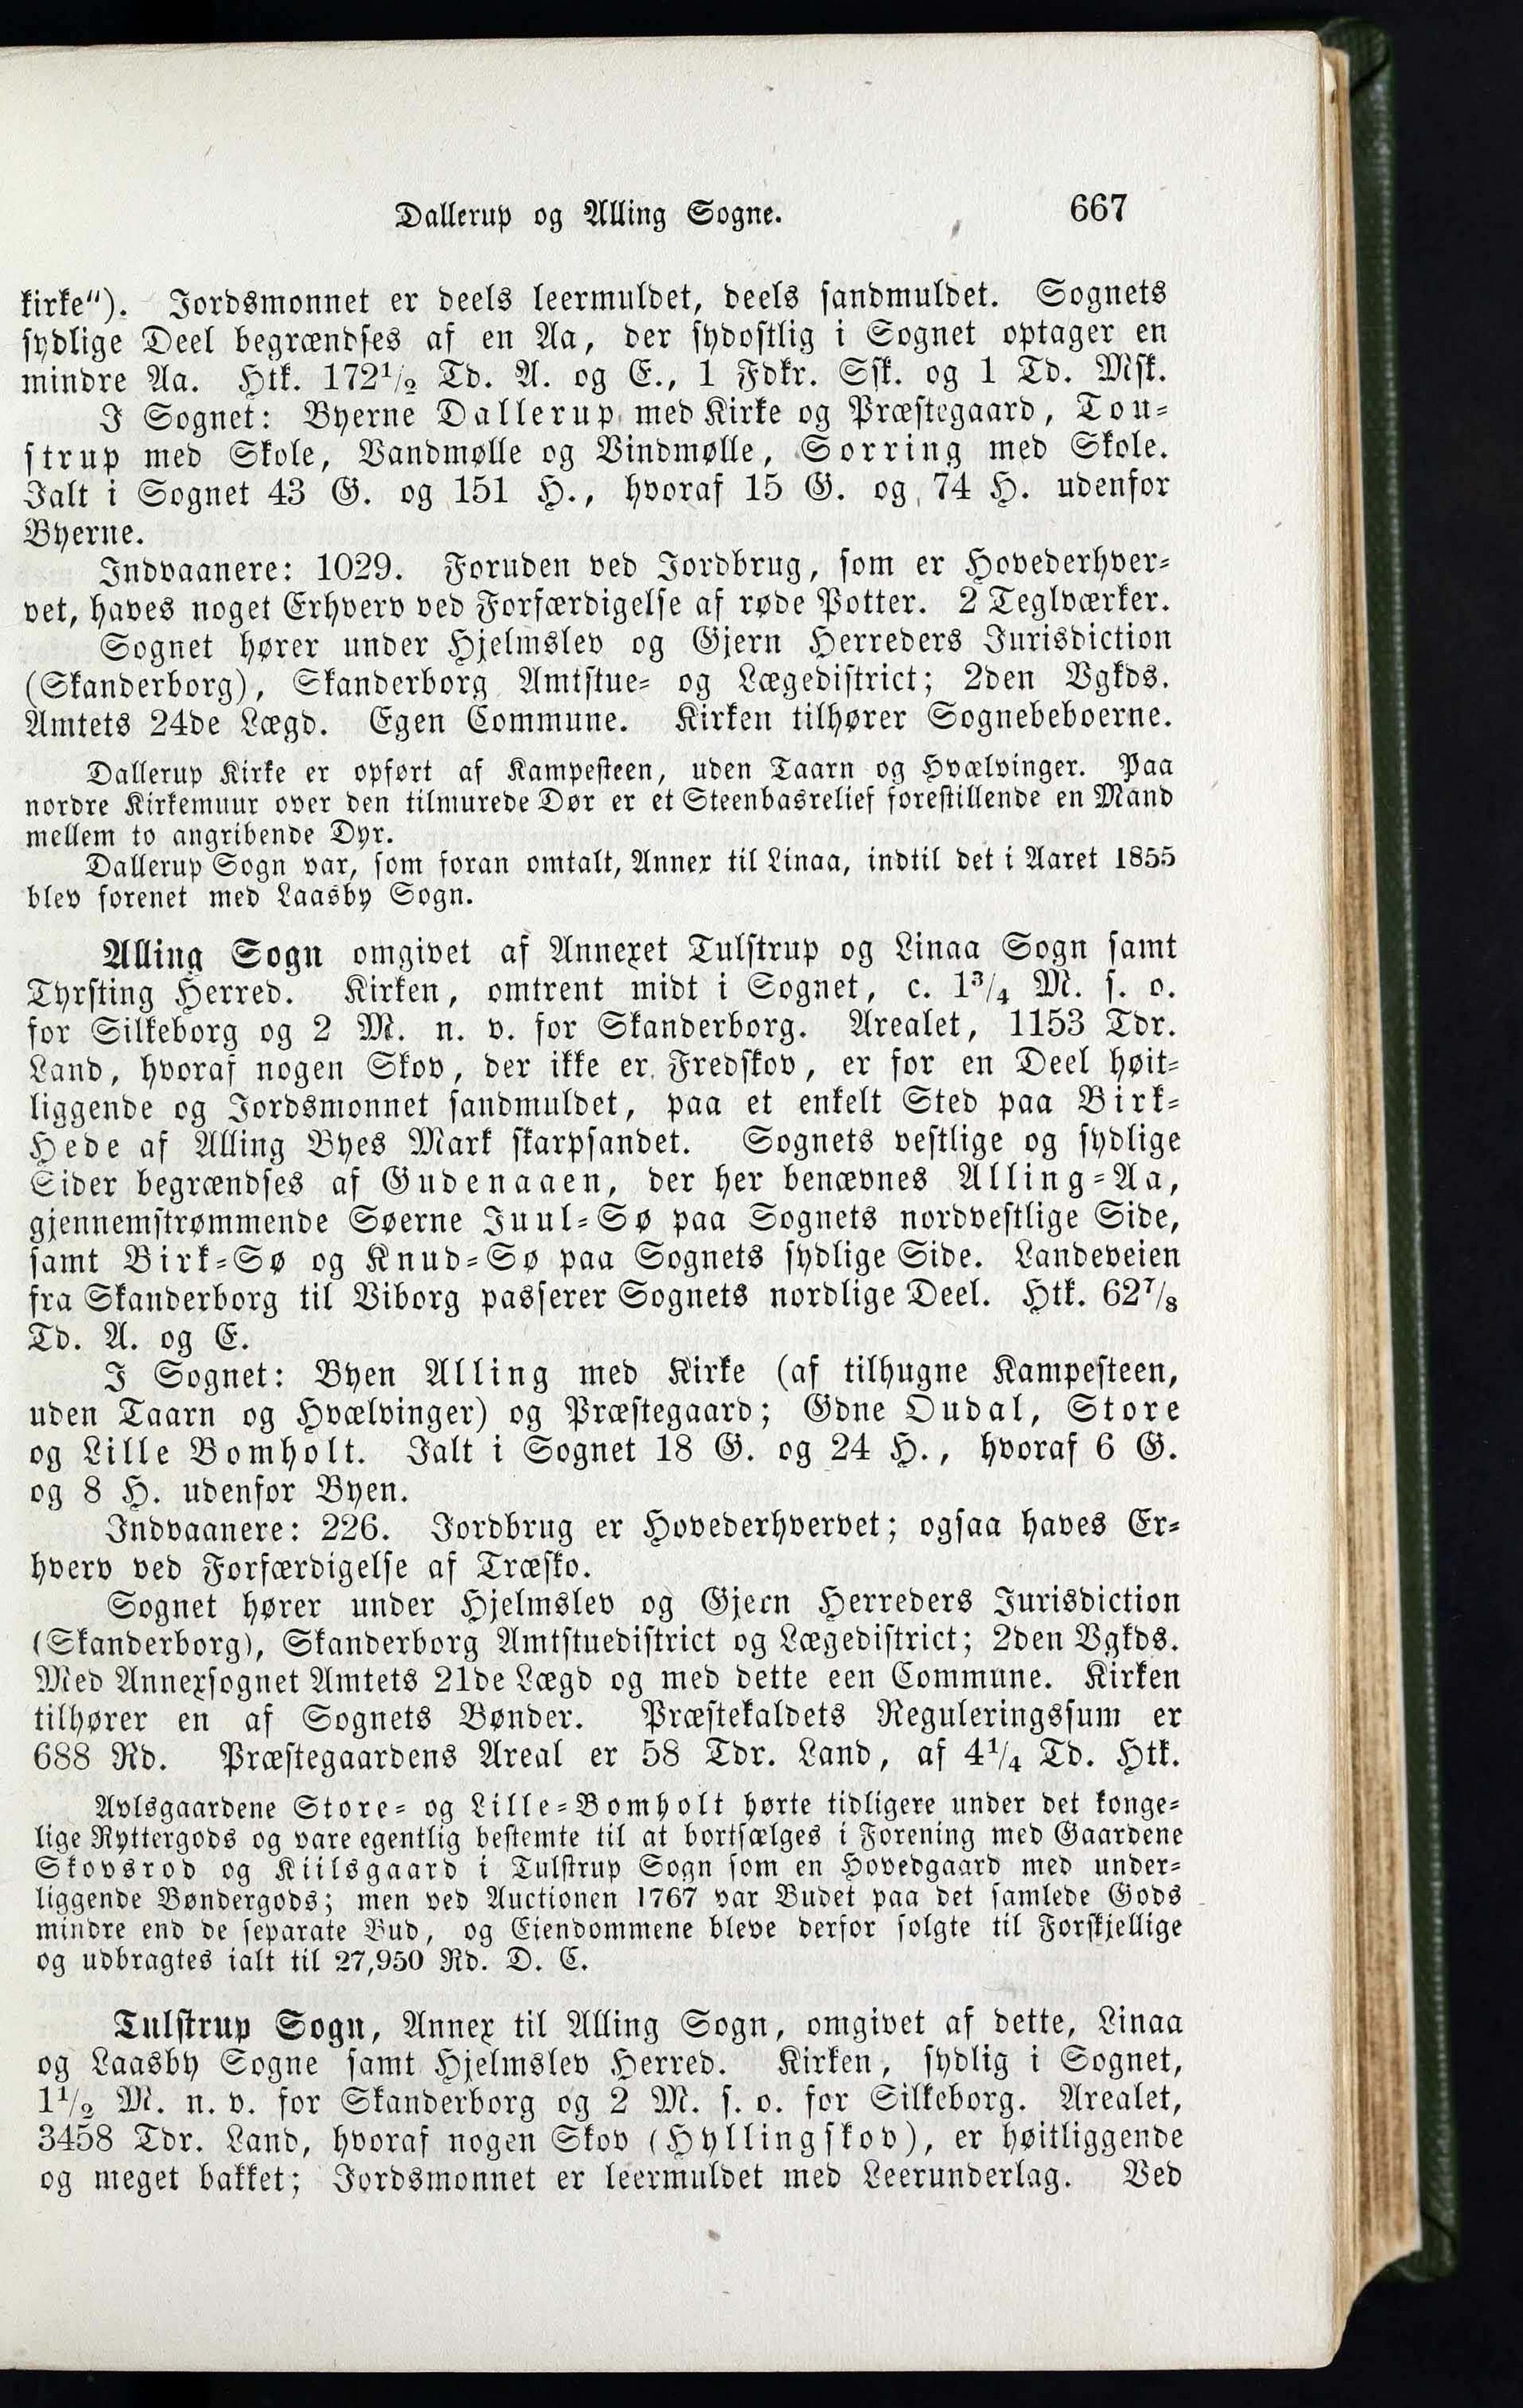 Dallerup og Alling Sogne. 667
kirke"). Jordsmonnet er deels leermuldet, deels sandmuldet. Sognets
sydlige Deel begrændses af en Aa, der sydostlig i Sognet optager en
mindre Aa. Htk. 172½ Td. A. og E., 1 Fdkr. Ssk. og 1 Td. Msk.
I Sognet: Byerne Dallerup med Kirke og Præstegaard, Tou-
strup med Skole, Vandmølle og Vindmølle, Sorring med Skole.
Ialt i Sognet 43 G. og 151 H., hvoraf 15 G. og 74 H. udenfor
Byerne.
Indvaanere: 1029. Foruden ved Jordbrug, som er Hovederhver-
vet, haves noget Erhverv ved Forfærdigelse af røde Potter. 2 Teglværker.
Sognet hører under Hjelmslev og Gjern Herreders Jurisdiction
(Skanderborg), Skanderborg Amtstue- og Lægedistrict; 2den Vgkds.
Amtets 24de Lægd. Egen Commune. Kirken tilhører Sognebeboerne.
Dallerup Kirke er opført af Kampesteen, uden Taarn og Hvælvinger. Paa
nordre Kirkemuur over den tilmurede Dør er et Steenbasrelief forestillende en Mand
mellem to angribende Dyr.
Dallerup Sogn var, som foran omtalt, Annex til Linaa, indtil det i Aaret 1855
blev forenet med Laasby Sogn.
Alling Sogn omgivet af Annexet Tulstrup og Linaa Sogn samt
Tyrsting Herred. Kirken, omtrent midt i Sognet, c. 1¾ M. s. o.
for Silkeborg og 2 M. n. v. for Skanderborg. Arealet, 1153 Tdr.
Land, hvoraf nogen Skov, der ikke er Fredskov, er for en Deel høit-
liggende og Jordsmonnet sandmuldet, paa et enkelt Sted paa Birk-
Hede af Alling Byes Mark skarpsandet. Sognets vestlige og sydlige
Sider begrændses af Gudenaaen, der her benævnes Alling-Aa,
gjennemstrømmende Søerne Juul-Sø paa Sognets nordvestlige Side,
samt Birk-Sø og Knud-Sø paa Sognets sydlige Side. Landeveien
fra Skanderborg til Viborg passerer Sognets nordlige Deel. Htk. 62⅞
Td. A. og E.
I Sognet: Byen Alling med Kirke (af tilhugne Kampesteen,
uden Taarn og Hvælvinger) og Præstegaard; Gdne Dudal, Store
og Lille Bomholt. Ialt i Sognet 18 G. og 24 H., hvoraf 6 G.
og 8 H. udenfor Byen.
Indvaanere: 226. Jordbrug er Hovederhvervet; ogsaa haves Er-
hverv ved Forfærdigelse af Træsko.
Sognet hører under Hjelmslev og Gjern Herreders Jurisdiction
(Skanderborg), Skanderborg Amtstuedistrict og Lægedistrict; 2den Vgkds.
Med Annexsognet Amtets 21de Lægd og med dette een Commune. Kirken
tilhører en af Sognets Bønder. Præstekaldets Reguleringssum er
688 Rd. Præstegaardens Areal er 58 Tdr. Land, af 4¼ Td. Htk.
Avlsgaardene Store- og Lille-Bomholt hørte tidligere under det konge-
lige Ryttergods og vare egentlig bestemte til at bortsælges i Forening med Gaardene
Skovsrod og Kiilsgaard i Tulstrup Sogn som en Hovedgaard med under-
liggende Bøndergods; men ved Auctionen 1767 var Budet paa det samlede Gods
mindre end de separate Bud, og Eiendommene bleve derfor solgte til Forskjellige
og udbragtes ialt til 27,950 Rd. D. C.
Tulstrup Sogn, Annex til Alling Sogn, omgivet af dette, Linaa
og Laasby Sogne samt Hjelmslev Herred. Kirken, sydlig i Sognet,
1½ M. n. v. for Skanderborg og 2 M. s. o. for Silkeborg. Arealet,
3458 Tdr. Land, hvoraf nogen Skov (Hyllingskov), er høitliggende
og meget bakket; Jordsmonnet er leermuldet med Leerunderlag. Ved